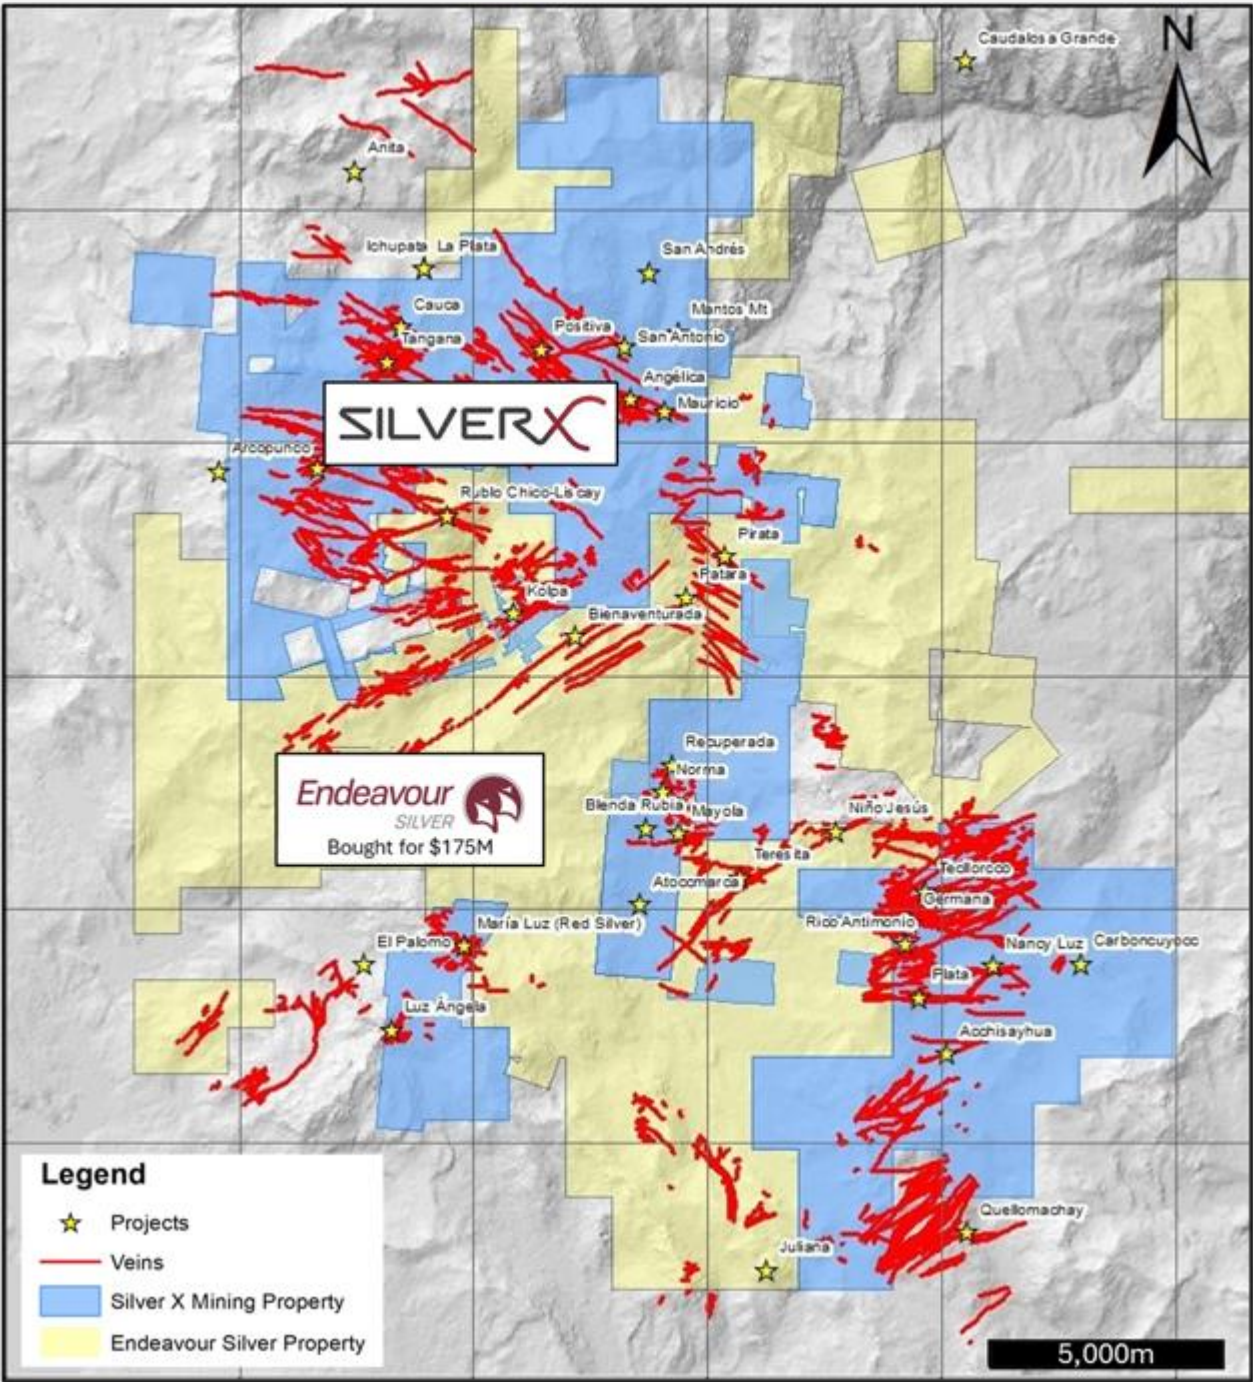 Caudalosa Grande
N
Anita
Ichupata La Plata
San Andrés
Cauca
Mantos Mt
Tangana
Positiva
San Antonio
Angélica
Mauricio
SILVERX
Arcopunco
Rublo Chico-Liscay
Pirata
Patara
Kolpa
Bienaventurada
Recuperada
Norma
Endeavour
SILVER
Bought for $175M
Blenda Rubia
Mayola
Niño Jesús
Teresita
Atocomarca
Teollorcco
Germana
María Luz (Red Silver)
Rico Antimonio
El Palomo
Nancy Luz
Carboncuyocc
Plata
Luz Ángela
Acchisayhua
Quellomachay
Juliana
Legend
Projects
Veins
Silver X Mining Property
Endeavour Silver Property
5,000m